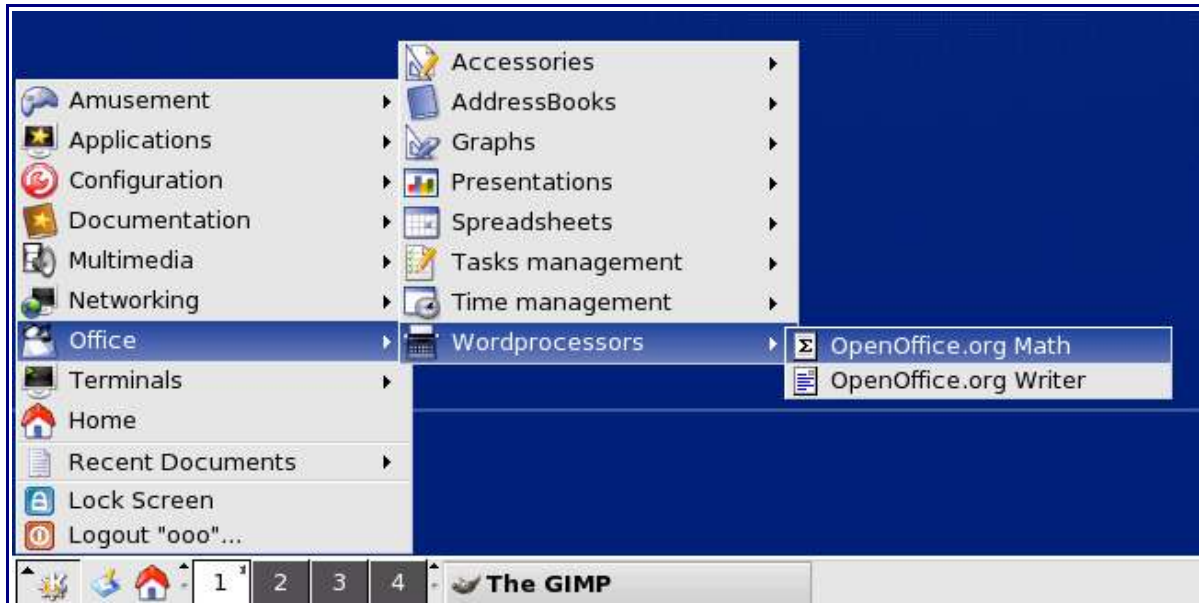 Accessories
AddressBooks
Graphs
Presentations
Spreadsheets
Tasks management
Time management
Wordprocessors
OpenOffice.org Math
OpenOffice.org Writer
Amusement
Applications
Configuration
Documentation
Multimedia
Networking
Office
Terminals
Home
Recent Documents
Lock Screen
Logout "ooo"...
1 2 3 4 The GIMP